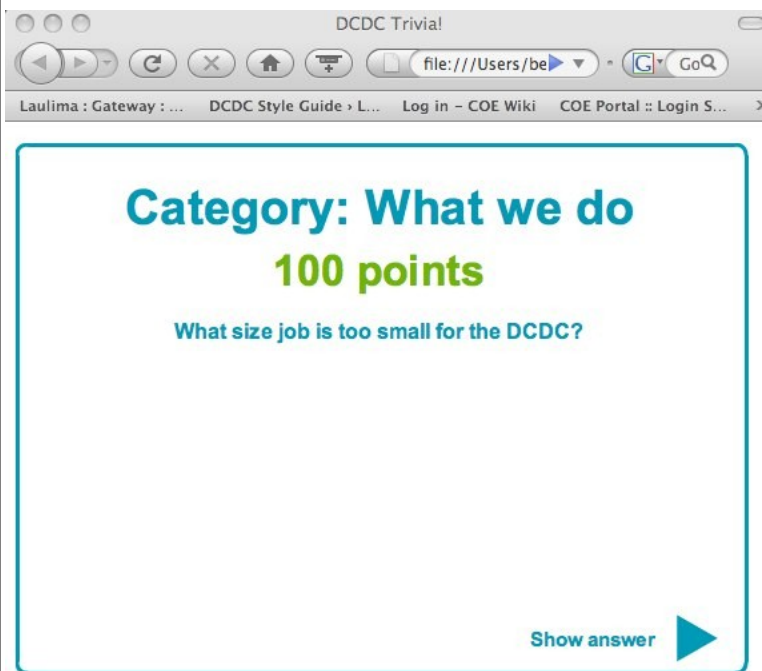 DCDC Trivia!
file:///Users/be
G Go
Laulima : Gateway : ... DCDC Style Guide › L... Log in – COE Wiki COE Portal :: Login S...
Category: What we do
100 points
What size job is too small for the DCDC?
Show answer